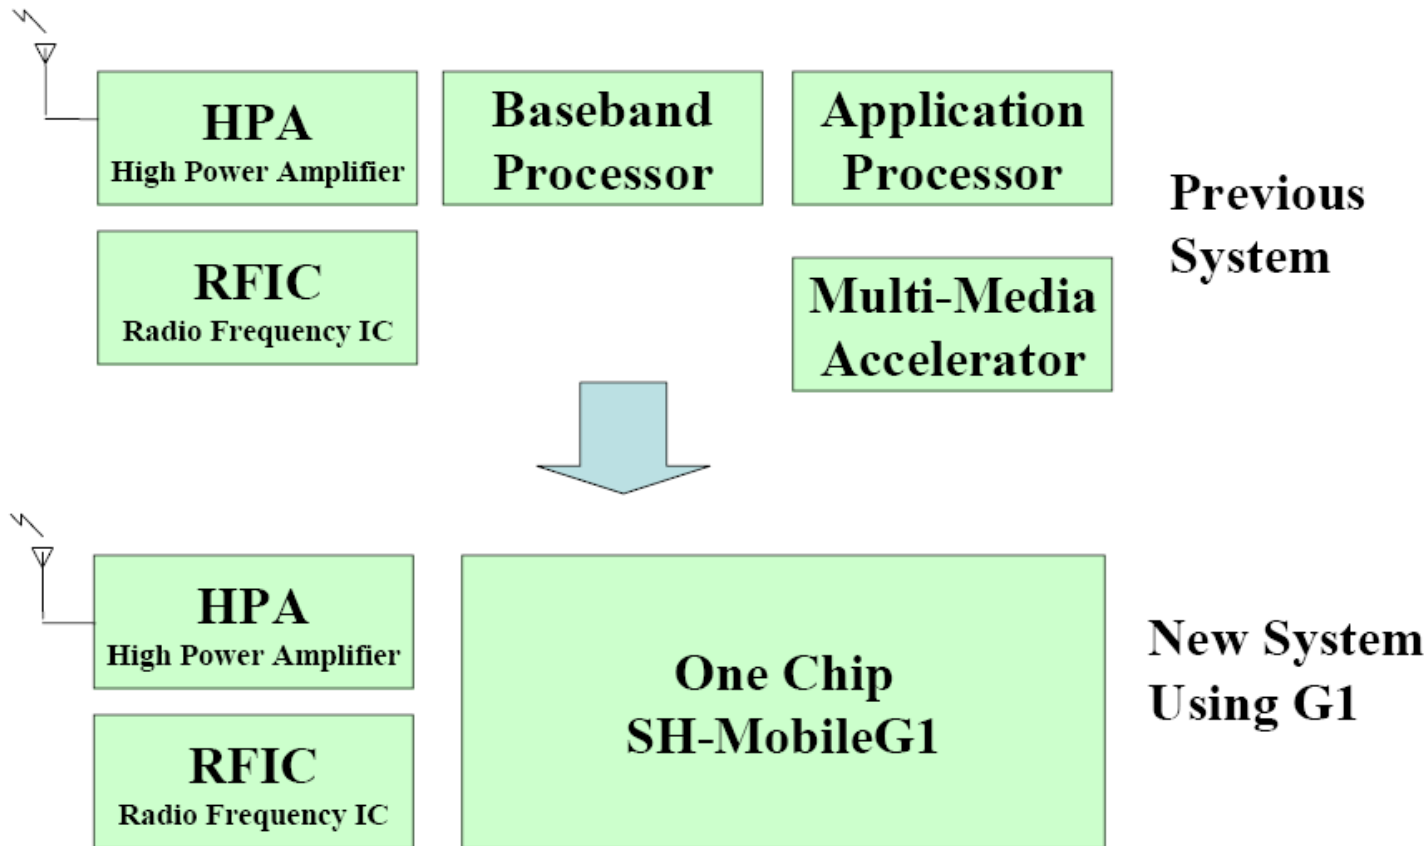 HPA
High Power Amplifier
Baseband
Processor
Application
Processor
Previous
System
RFIC
Radio Frequency IC
Multi-Media
Accelerator
HPA
High Power Amplifier
One Chip
SH-MobileG1
New System
Using G1
RFIC
Radio Frequency IC